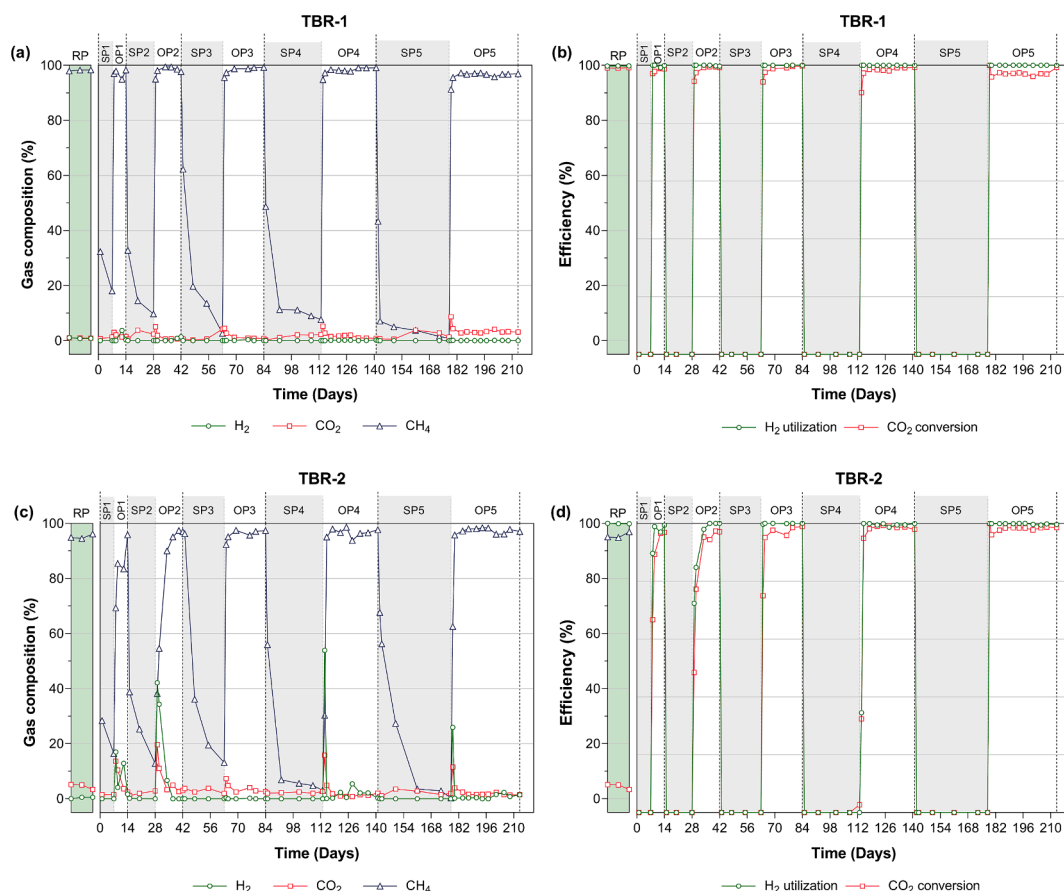 TBR-1
(a)
RP
SP1
OP1
SP2
OP2
SP3
OP3
SP4
OP4
SP5
OP5
Gas composition (%)
100
80
60
40
20
0
0 14 28 42 56 70 84 98 112 126 140 154 168 182 196 210
Time (Days)
H2 CO2 CH4
TBR-1
(b)
RP
SP1
OP1
SP2
OP2
SP3
OP3
SP4
OP4
SP5
OP5
Efficiency (%)
100
80
60
40
20
0
0 14 28 42 56 70 84 98 112 126 140 154 168 182 196 210
Time (Days)
H2 utilization CO2 conversion
TBR-2
(c)
RP
SP1
OP1
SP2
OP2
SP3
OP3
SP4
OP4
SP5
OP5
Gas composition (%)
100
80
60
40
20
0
0 14 28 42 56 70 84 98 112 126 140 154 168 182 196 210
Time (Days)
H2 CO2 CH4
TBR-2
(d)
RP
SP1
OP1
SP2
OP2
SP3
OP3
SP4
OP4
SP5
OP5
Efficiency (%)
100
80
60
40
20
0
0 14 28 42 56 70 84 98 112 126 140 154 168 182 196 210
Time (Days)
H2 utilization CO2 conversion